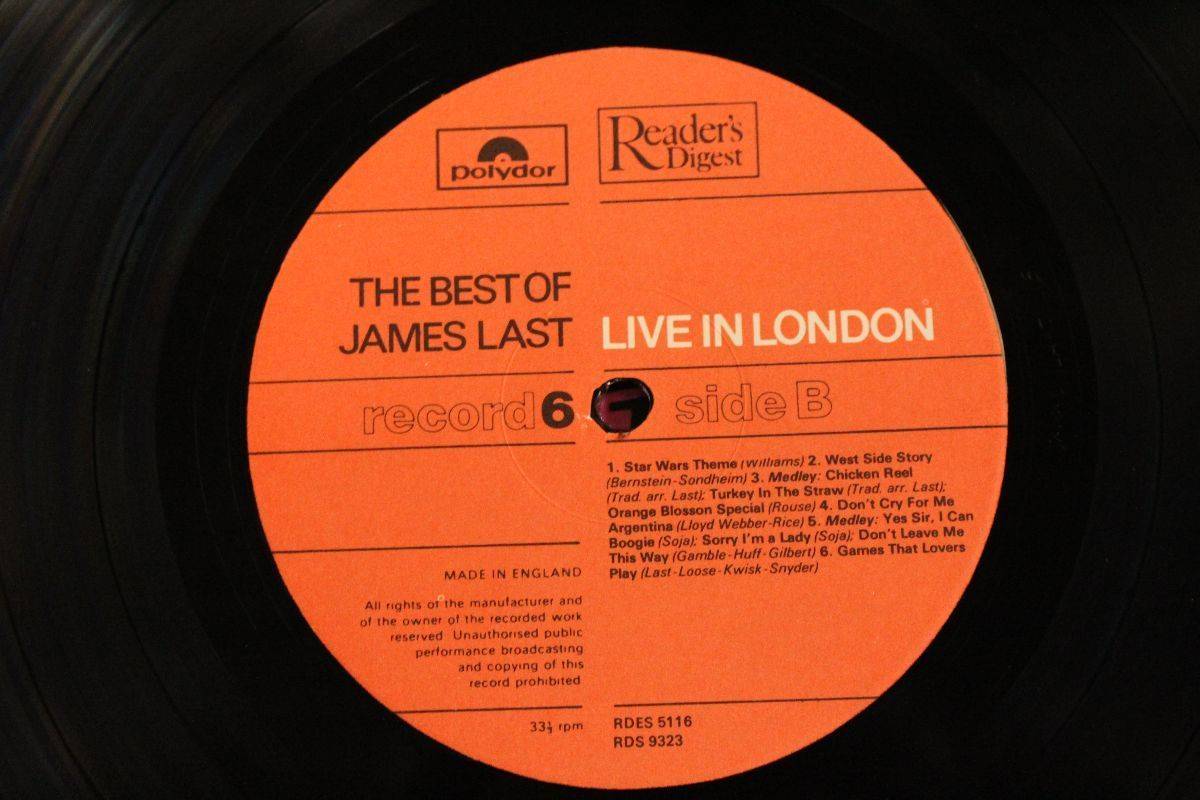 polydor
Reader's
Digest
THE BEST OF
JAMES LAST
LIVE IN LONDON
record 6
side B
1. Star Wars Theme (Williams) 2. West Side Story
(Bernstein-Sondheim) 3. Medley: Chicken Reel
(Trad. arr. Last); Turkey In The Straw (Trad. arr. Last);
Orange Blosson Special (Rouse) 4. Don't Cry For Me
Argentina (Lloyd Webber-Rice) 5. Medley: Yes Sir, I Can
Boogie (Soja); Sorry I'm a Lady (Soja); Don't Leave Me
This Way (Gamble-Huff-Gilbert) 6. Games That Lovers
Play (Last-Loose-Kwisk-Snyder)
MADE IN ENGLAND
All rights of the manufacturer and
of the owner of the recorded work
reserved Unauthorised public
performance broadcasting
and copying of this
record prohibited
33⅓ rpm
RDES 5116
RDS 9323